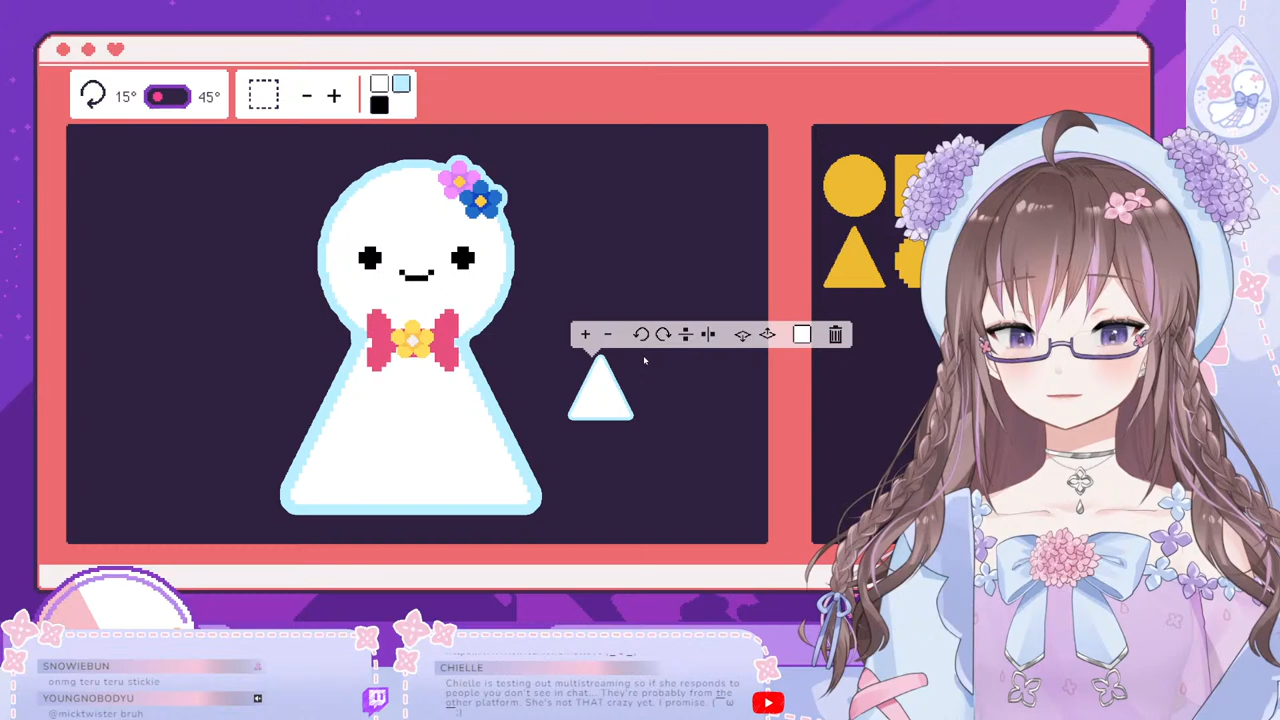 15° 45° - +
+ -
SNOWIEBUN
onmg teru teru stickie
YOUNGNOBODYU
@micktwister bruh
CHIELLE
Chielle is testing out multistreaming so if she responds to
people you don't see in chat... They're probably from the
other platform. She's not THAT crazy yet, I promise. (